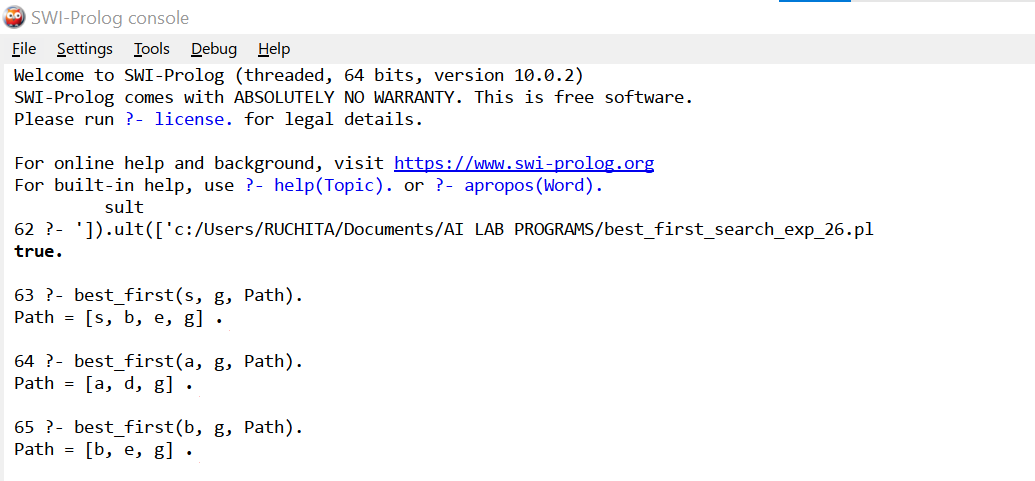 SWI-Prolog console
File Settings Tools Debug Help
Welcome to SWI-Prolog (threaded, 64 bits, version 10.0.2)
SWI-Prolog comes with ABSOLUTELY NO WARRANTY. This is free software.
Please run ?- license. for legal details.

For online help and background, visit https://www.swi-prolog.org
For built-in help, use ?- help(Topic). or ?- apropos(Word).
         sult
62 ?- ']).ult(['c:/Users/RUCHITA/Documents/AI LAB PROGRAMS/best_first_search_exp_26.pl
true.

63 ?- best_first(s, g, Path).
Path = [s, b, e, g] .

64 ?- best_first(a, g, Path).
Path = [a, d, g] .

65 ?- best_first(b, g, Path).
Path = [b, e, g] .